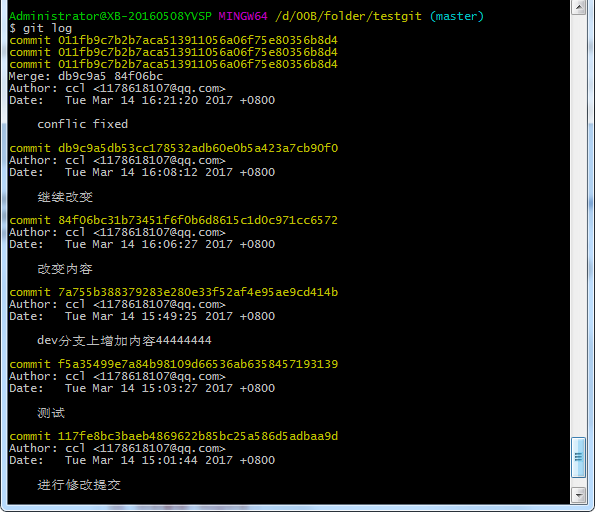 Administrator@XB-20160508YVSP MINGW64 /d/OOB/folder/testgit (master)
$ git log
commit 011fb9c7b2b7aca513911056a06f75e80356b8d4
commit 011fb9c7b2b7aca513911056a06f75e80356b8d4
commit 011fb9c7b2b7aca513911056a06f75e80356b8d4
Merge: db9c9a5 84f06bc
Author: ccl <1178618107@qq.com>
Date:   Tue Mar 14 16:21:20 2017 +0800
conflic fixed
commit db9c9a5db53cc178532adb60e0b5a423a7cb90f0
Author: ccl <1178618107@qq.com>
Date:   Tue Mar 14 16:08:12 2017 +0800
继续改变
commit 84f06bc31b73451f6f0b6d8615c1d0c971cc6572
Author: ccl <1178618107@qq.com>
Date:   Tue Mar 14 16:06:27 2017 +0800
改变内容
commit 7a755b388379283e280e33f52af4e95ae9cd414b
Author: ccl <1178618107@qq.com>
Date:   Tue Mar 14 15:49:25 2017 +0800
dev分支上增加内容44444444
commit f5a35499e7a84b98109d66536ab6358457193139
Author: ccl <1178618107@qq.com>
Date:   Tue Mar 14 15:03:27 2017 +0800
测试
commit 117fe8bc3baeb4869622b85bc25a586d5adbaa9d
Author: ccl <1178618107@qq.com>
Date:   Tue Mar 14 15:01:44 2017 +0800
进行修改提交